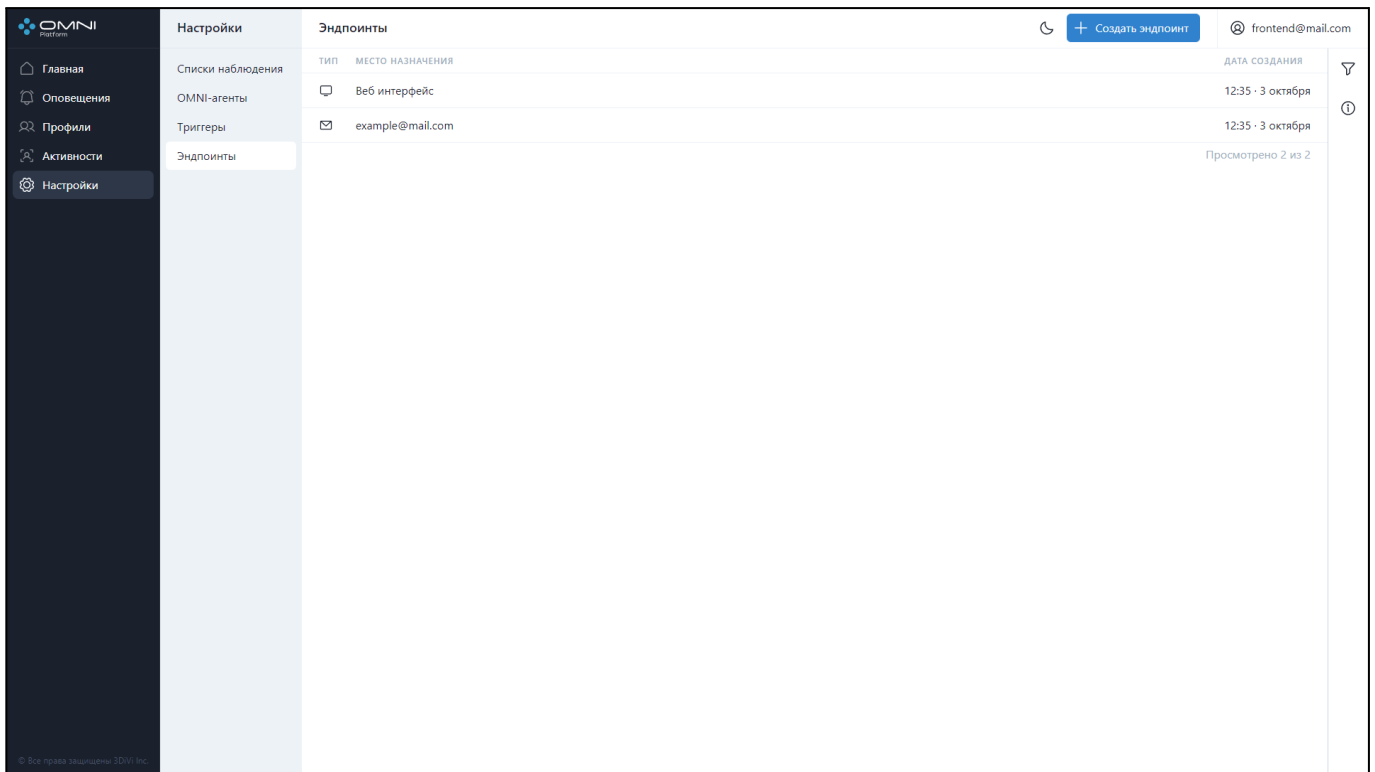 OMNI
Platform
Главная
Оповещения
Профили
Активности
Настройки
© Все права защищены 3DiVi Inc.
Настройки
Списки наблюдения
OMNI-агенты
Триггеры
Эндпоинты
Эндпоинты
Создать эндпоинт
frontend@mail.com
ТИП МЕСТО НАЗНАЧЕНИЯ ДАТА СОЗДАНИЯ
Веб интерфейс 12:35 · 3 октября
example@mail.com 12:35 · 3 октября
Просмотрено 2 из 2